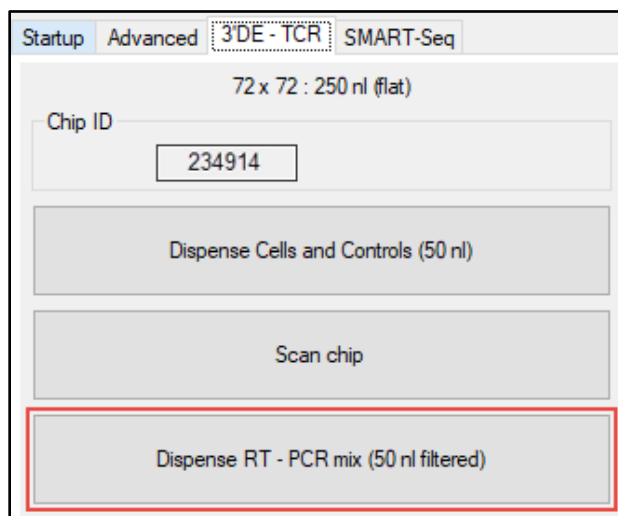 Startup Advanced 3'DE - TCR SMART-Seq
72 x 72 : 250 nl (flat)
Chip ID
234914
Dispense Cells and Controls (50 nl)
Scan chip
Dispense RT - PCR mix (50 nl filtered)